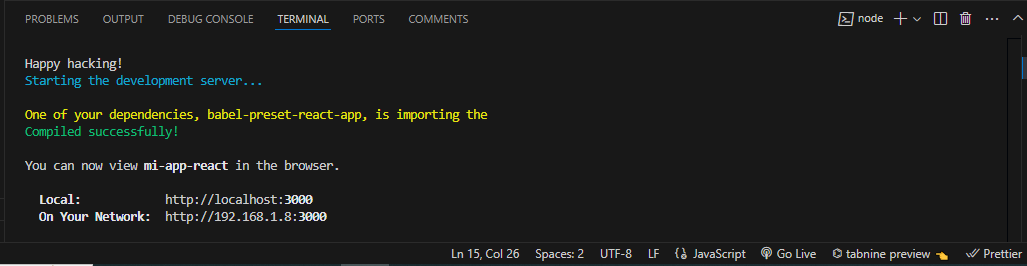 PROBLEMS OUTPUT DEBUG CONSOLE TERMINAL PORTS COMMENTS node
Happy hacking!
Starting the development server...
One of your dependencies, babel-preset-react-app, is importing the
Compiled successfully!
You can now view mi-app-react in the browser.
Local: http://localhost:3000
On Your Network: http://192.168.1.8:3000
Ln 15, Col 26 Spaces: 2 UTF-8 LF {} JavaScript Go Live tabnine preview Prettier